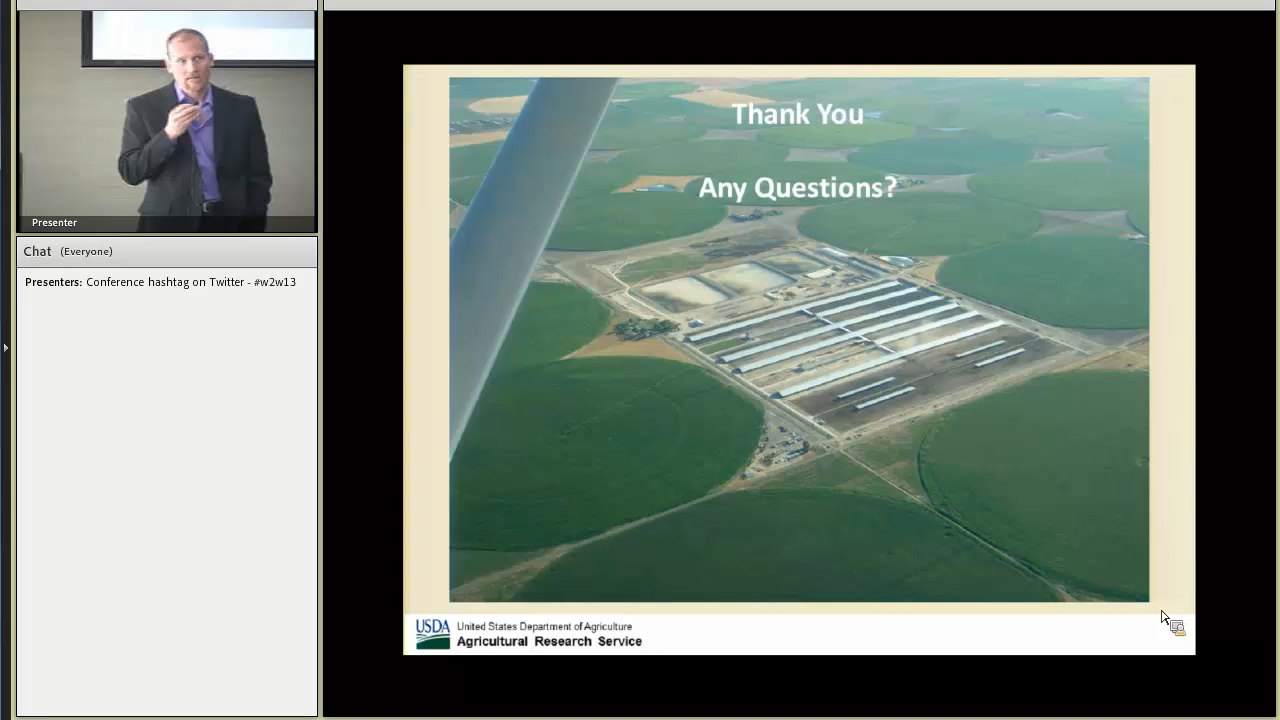 Presenter
Chat (Everyone)
Presenters: Conference hashtag on Twitter - #w2w13
Thank You
Any Questions?
USDA
United States Department of Agriculture
Agricultural Research Service